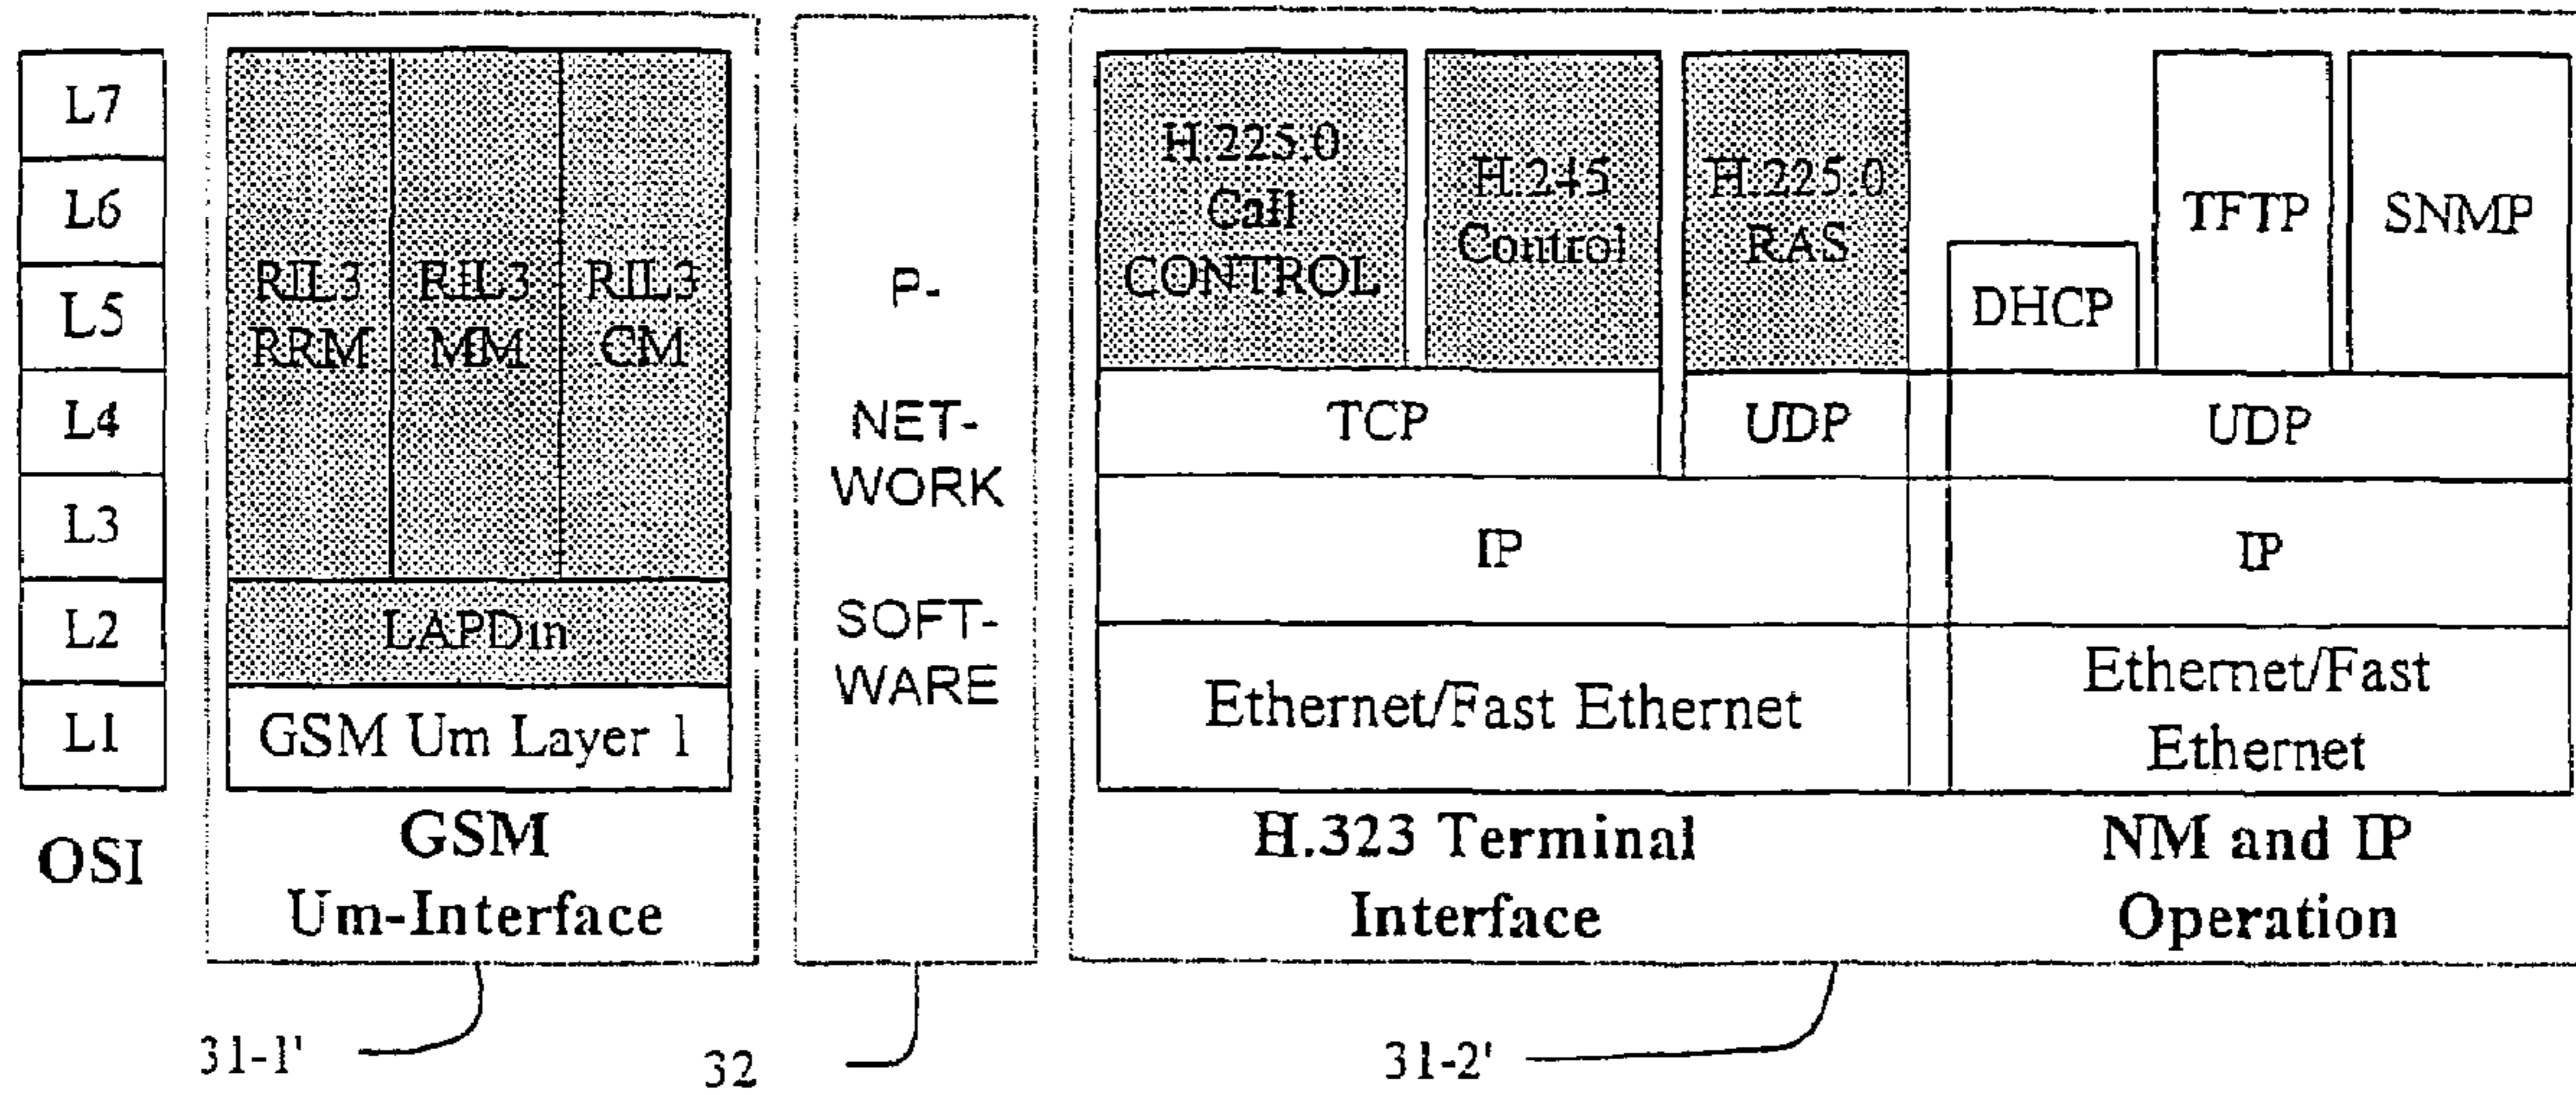 L7
L6
L5
L4
L3
L2
L1
OSI
RIL3
RRM
RIL3
MM
RIL3
CM
LAPDm
GSM Um Layer 1
GSM
Um-Interface
31-1'
P-
NET-
WORK
SOFT-
WARE
32
H.225.0
Call
CONTROL
H.245
Control
H.225.0
RAS
TCP
UDP
IP
Ethernet/Fast Ethernet
H.323 Terminal
Interface
DHCP
TFTP
SNMP
UDP
IP
Ethernet/Fast
Ethernet
NM and IP
Operation
31-2'